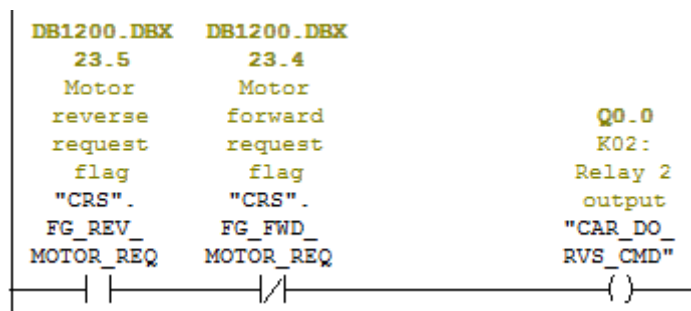 DB1200.DBX
23.5
Motor
reverse
request
flag
"CRS".
FG_REV_
MOTOR_REQ
DB1200.DBX
23.4
Motor
forward
request
flag
"CRS".
FG_FWD_
MOTOR_REQ
Q0.0
K02:
Relay 2
output
"CAR_DO_
RVS_CMD"